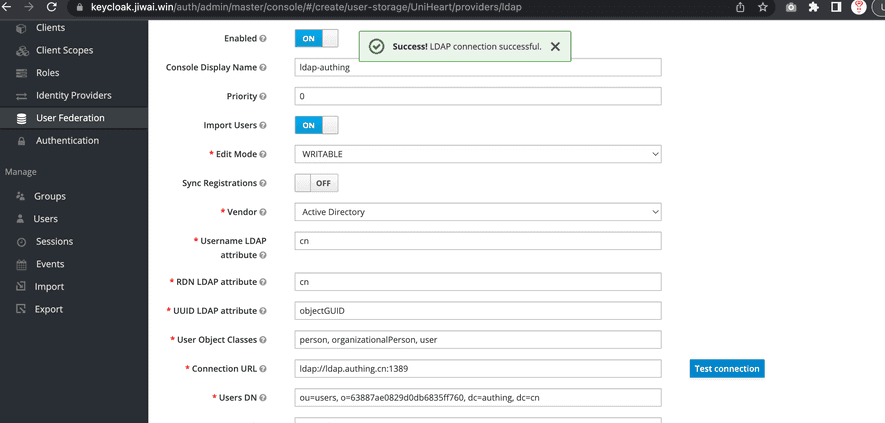 keycloak.jiwai.win/auth/admin/master/console/#/create/user-storage/UniHeart/providers/ldap
Clients
Client Scopes
Roles
Identity Providers
User Federation
Authentication
Manage
Groups
Users
Sessions
Events
Import
Export
Success! LDAP connection successful.
Enabled ON
Console Display Name ldap-authing
Priority 0
Import Users ON
* Edit Mode WRITABLE
Sync Registrations OFF
* Vendor Active Directory
* Username LDAP
attribute cn
* RDN LDAP attribute cn
* UUID LDAP attribute objectGUID
* User Object Classes person, organizationalPerson, user
* Connection URL ldap://ldap.authing.cn:1389 Test connection
* Users DN ou=users, o=63887ae0829d0db6835ff760, dc=authing, dc=cn